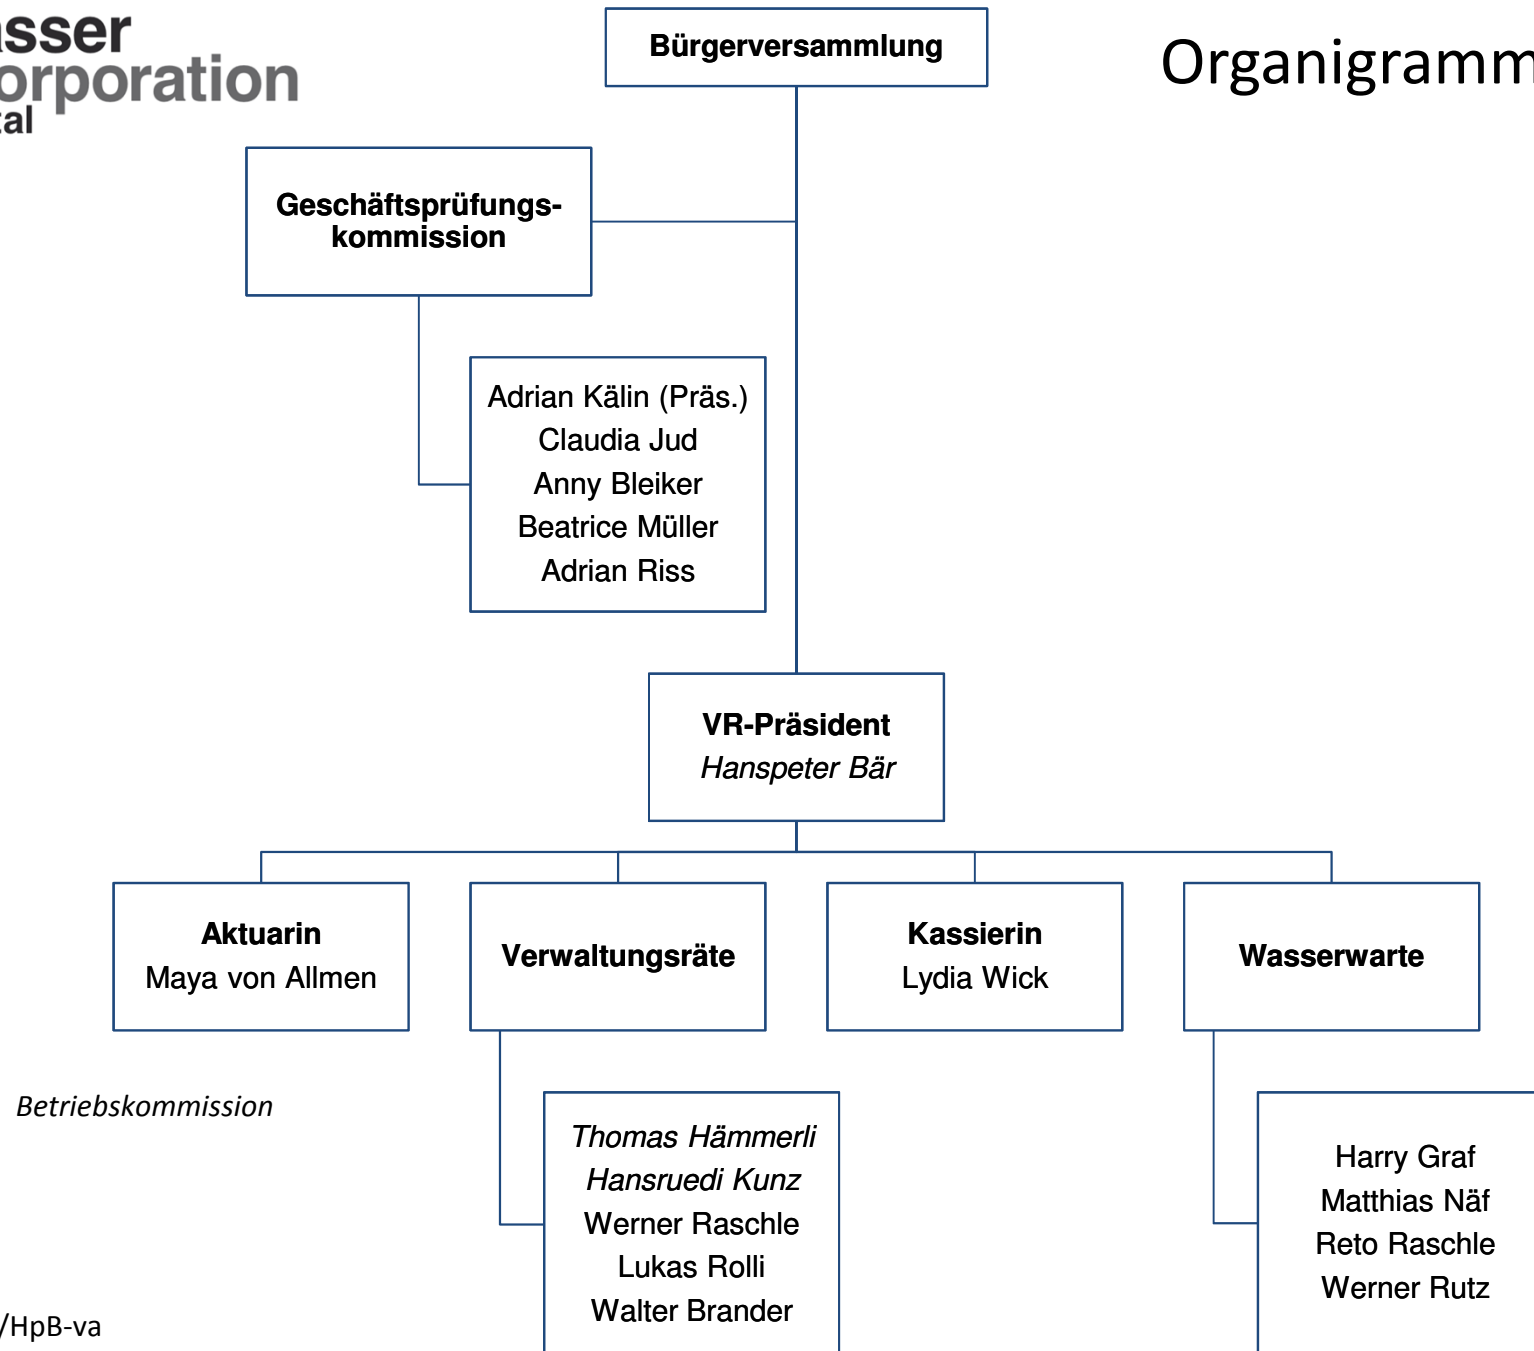 asser
orporation
tal
Organigramm
Bürgerversammlung
Geschäftsprüfungs-
kommission
Adrian Kälin (Präs.)
Claudia Jud
Anny Bleiker
Beatrice Müller
Adrian Riss
VR-Präsident
Hanspeter Bär
Aktuarin
Maya von Allmen
Verwaltungsräte
Kassierin
Lydia Wick
Wasserwarte
Betriebskommission
Thomas Hämmerli
Hansruedi Kunz
Werner Raschle
Lukas Rolli
Walter Brander
Harry Graf
Matthias Näf
Reto Raschle
Werner Rutz
/HpB-va